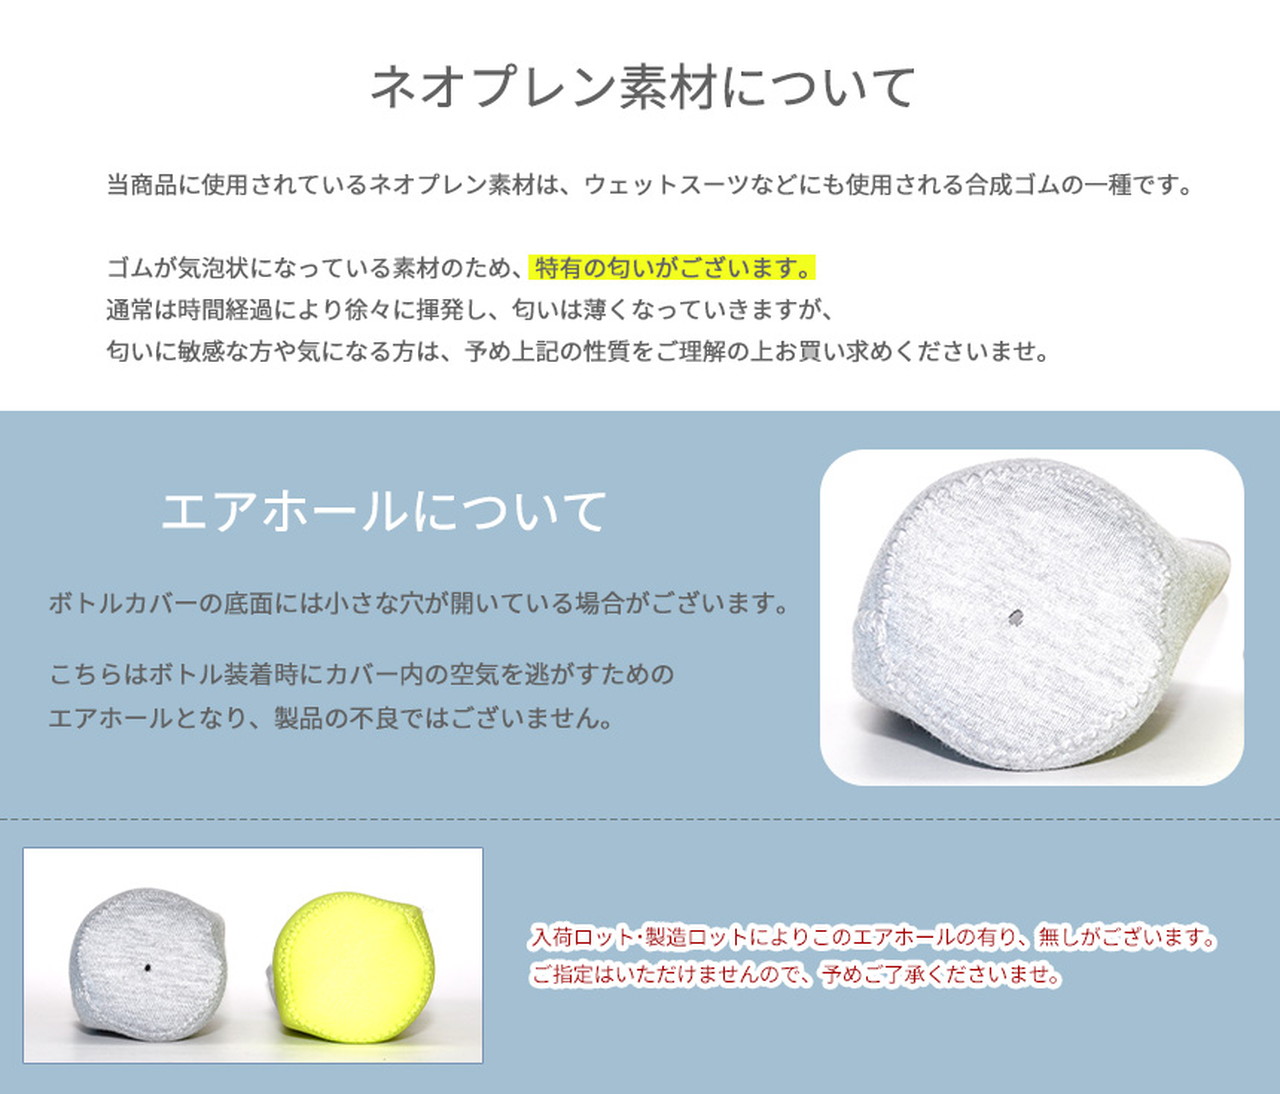 ネオプレン素材について
当商品に使用されているネオプレン素材は、ウェットスーツなどにも使用される合成ゴムの一種です。
ゴムが気泡状になっている素材のため、特有の匂いがございます。
通常は時間経過により徐々に揮発し、匂いは薄くなっていきますが、
匂いに敏感な方や気になる方は、予め上記の性質をご理解の上お買い求めくださいませ。
エアホールについて
ボトルカバーの底面には小さな穴が開いている場合がございます。
こちらはボトル装着時にカバー内の空気を逃がすための
エアホールとなり、製品の不良ではございません。
入荷ロット・製造ロットによりこのエアホールの有り、無しがございます。
ご指定はいただけませんので、予めご了承くださいませ。